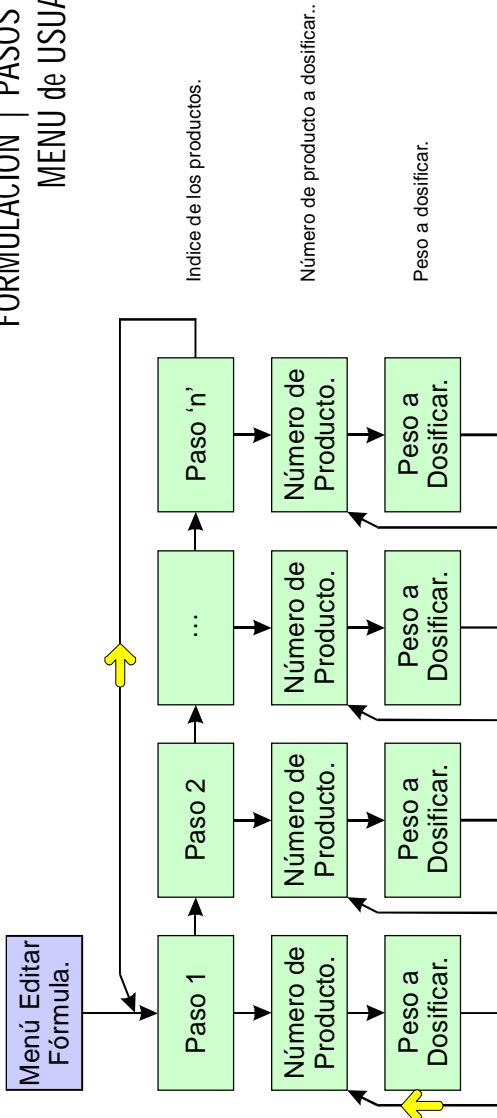 FORMULACION | PASOS
MENU de USUA
Menú Editar
Fórmula.
Paso 1
Paso 2
...
Paso ‘n’
Indice de los productos.
Número de
Producto.
Número de
Producto.
Número de
Producto.
Número de
Producto.
Número de producto a dosificar..
Peso a
Dosificar.
Peso a
Dosificar.
Peso a
Dosificar.
Peso a
Dosificar.
Peso a dosificar.